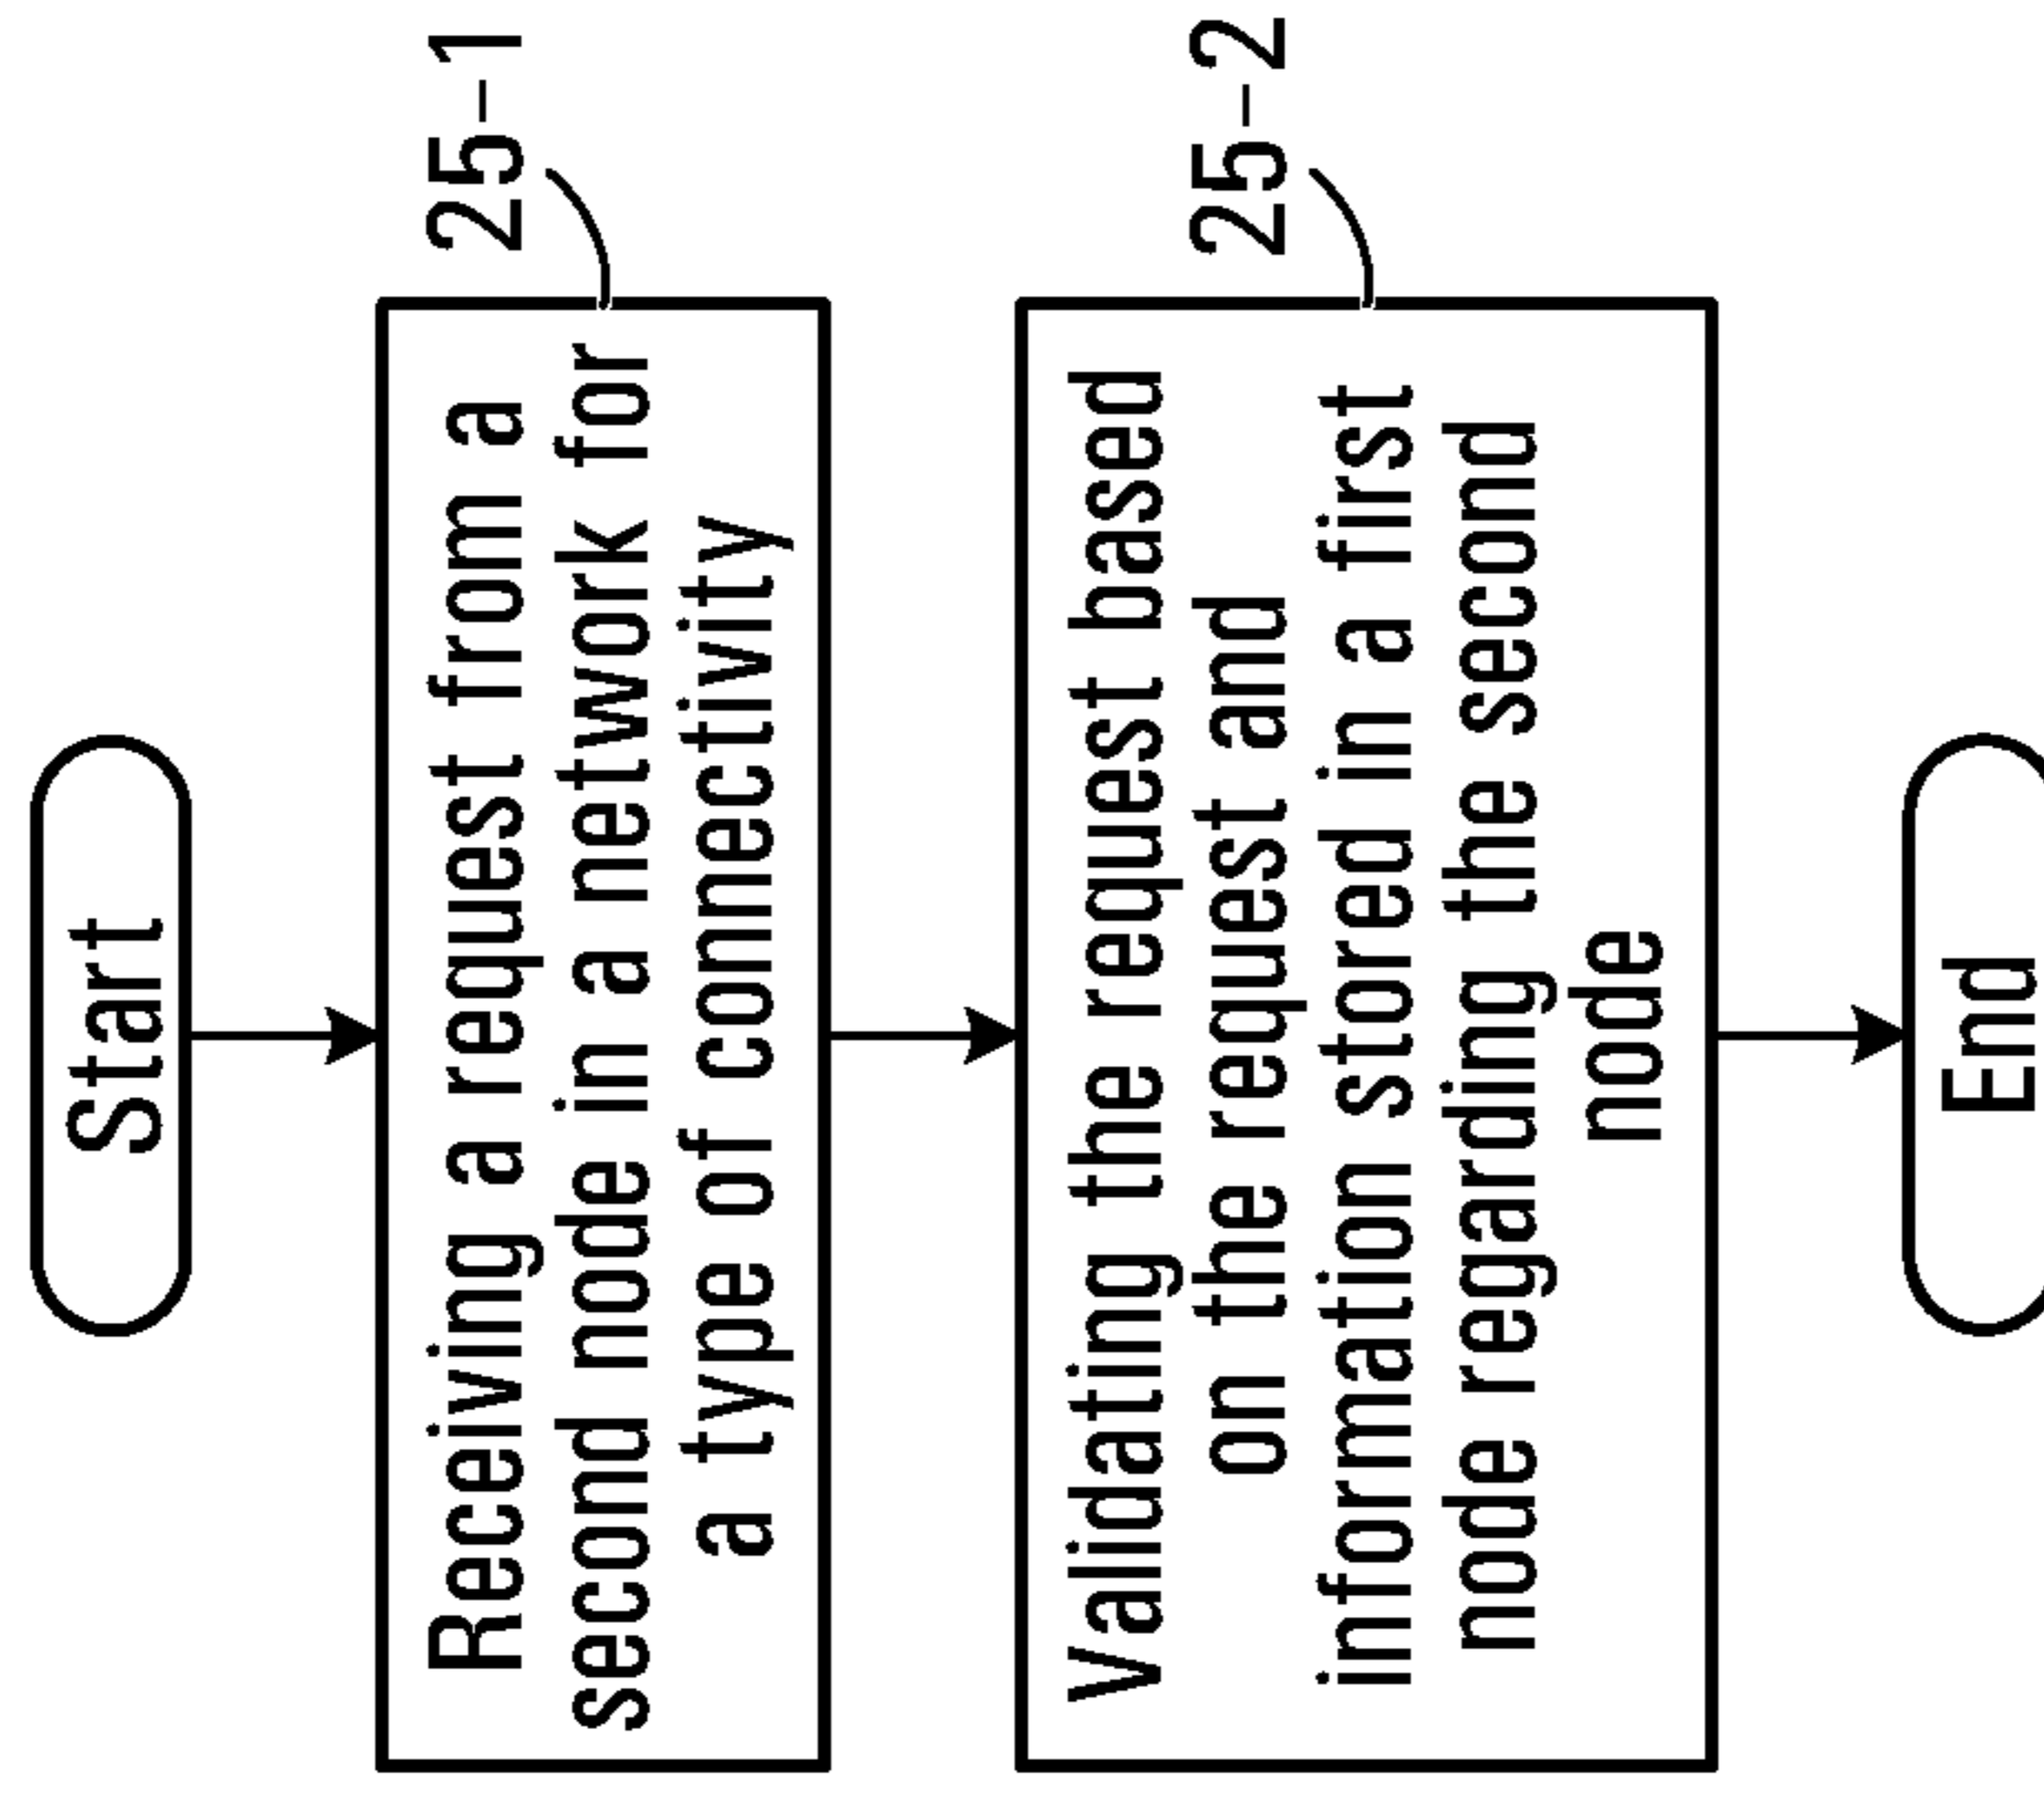 Start
25-1
Receiving a request from a
second node in a network for
a type of connectivity
25-2
Validating the request based
on the request and
information stored in a first
node regarding the second
node
End